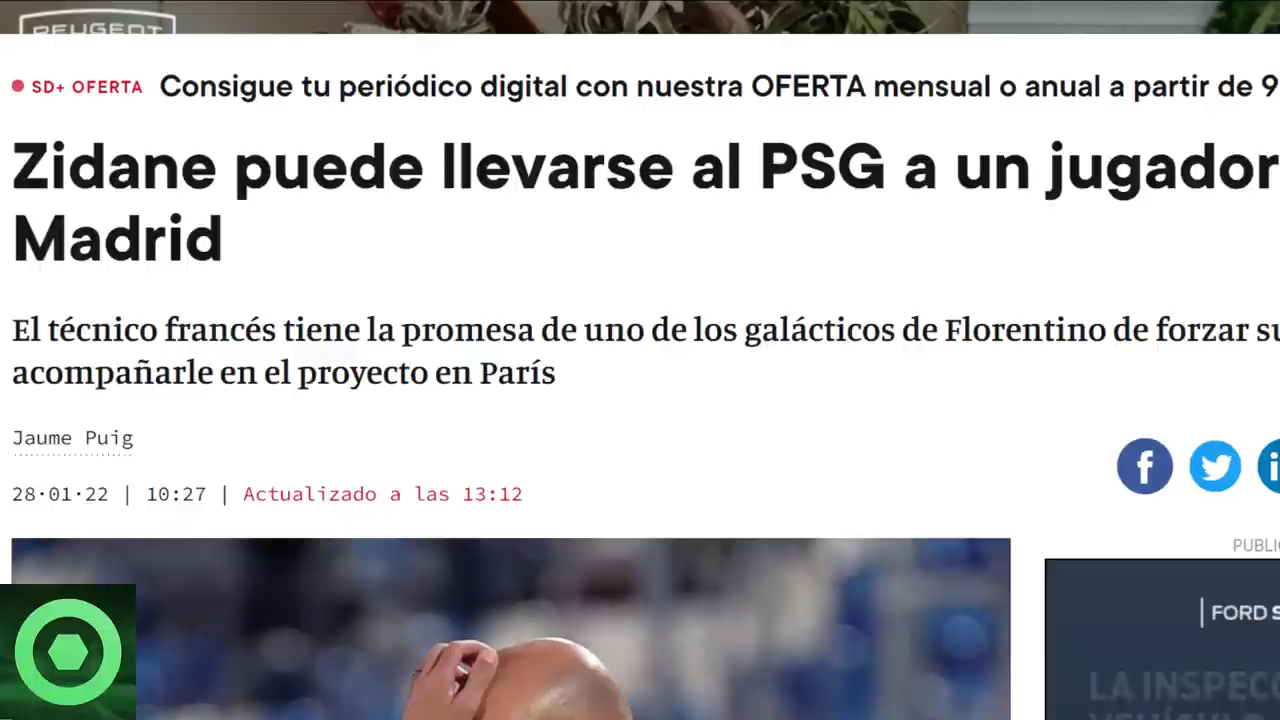 PEUGEOT
SD+ OFERTA Consigue tu periódico digital con nuestra OFERTA mensual o anual a partir de 9
Zidane puede llevarse al PSG a un jugador
Madrid
El técnico francés tiene la promesa de uno de los galácticos de Florentino de forzar su
acompañarle en el proyecto en París
Jaume Puig
28·01·22 | 10:27 | Actualizado a las 13:12
PUBLI
FORD S
LA INSPEC